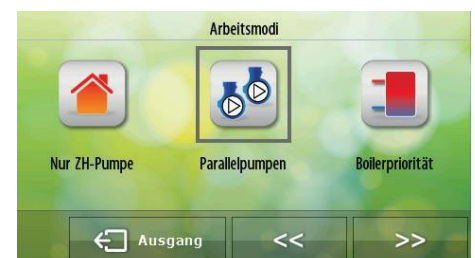 Arbeitsmodi
Nur ZH-Pumpe Parallelpumpen Boilerpriorität
Ausgang << >>